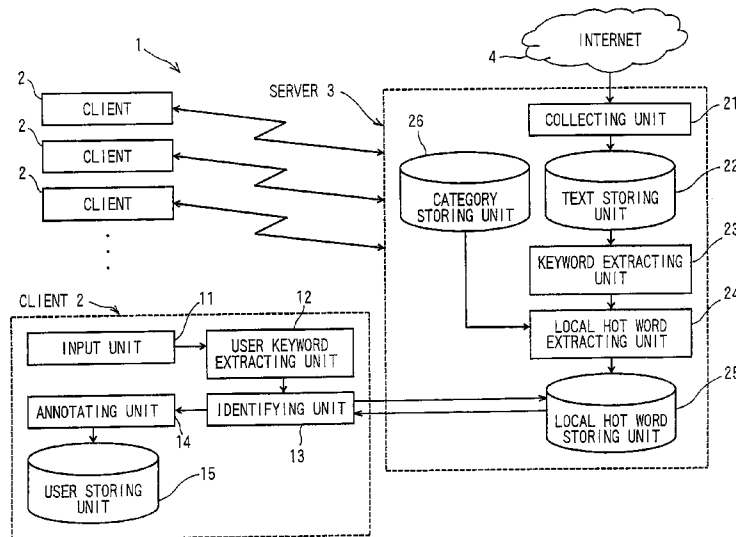 1
INTERNET
4
2
CLIENT
SERVER 3
21
COLLECTING UNIT
2
CLIENT
26
22
2
CLIENT
CATEGORY
STORING UNIT
TEXT STORING
UNIT
23
KEYWORD EXTRACTING
UNIT
24
CLIENT 2
11
12
LOCAL HOT WORD
EXTRACTING UNIT
INPUT UNIT
USER KEYWORD
EXTRACTING UNIT
25
ANNOTATING UNIT
IDENTIFYING UNIT
LOCAL HOT WORD
STORING UNIT
14
13
15
USER STORING
UNIT